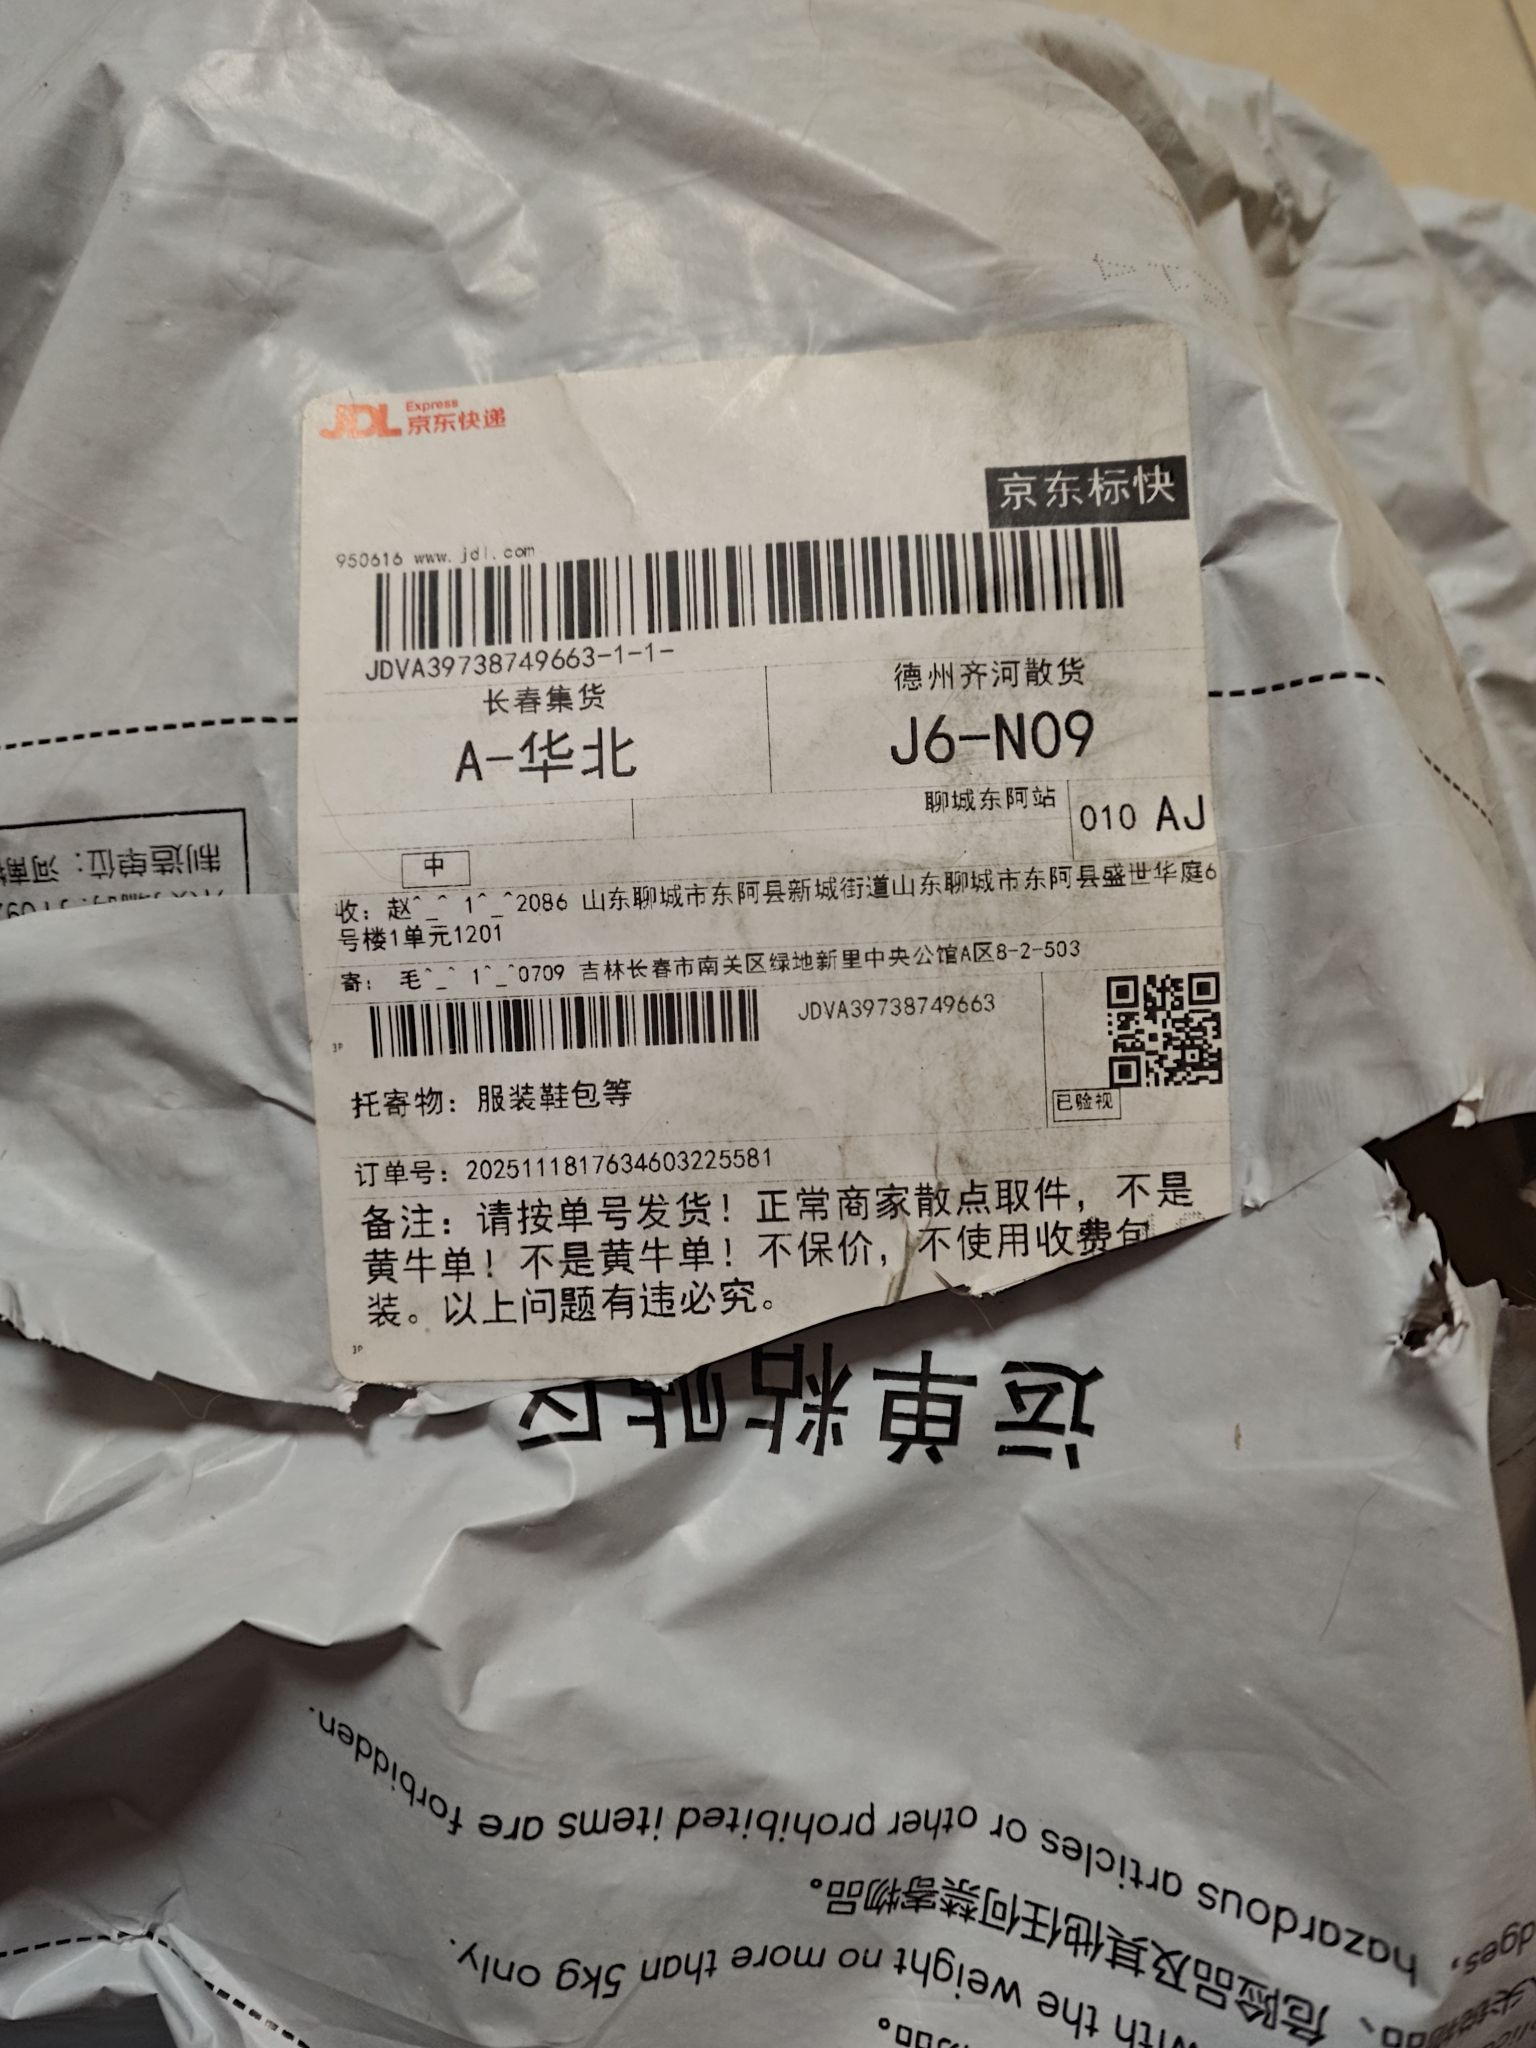 JDL Express
京东快递
京东标快
950616 www.jdl.com
JDVA39738749663-1-1-
长春集货
德州齐河散货
A-华北
J6-N09
聊城东阿站
010 AJ
中
收：赵^_^ 1^_^2086 山东聊城市东阿县新城街道山东聊城市东阿县盛世华庭6
号楼1单元1201
寄： 毛^_^ 1^_^0709 吉林长春市南关区绿地新里中央公馆A区8-2-503
JDVA39738749663
已验视
托寄物：服装鞋包等
订单号：2025111817634603225581
备注：请按单号发货！正常商家散点取件，不是
黄牛单！不是黄牛单！不保价，不使用收费包
装。以上问题有违必究。
制造单位：河南
运单粘贴区
hazardous articles or other prohibited items are forbidden.
危险品及其他任何禁寄物品。
with the weight no more than 5kg only.